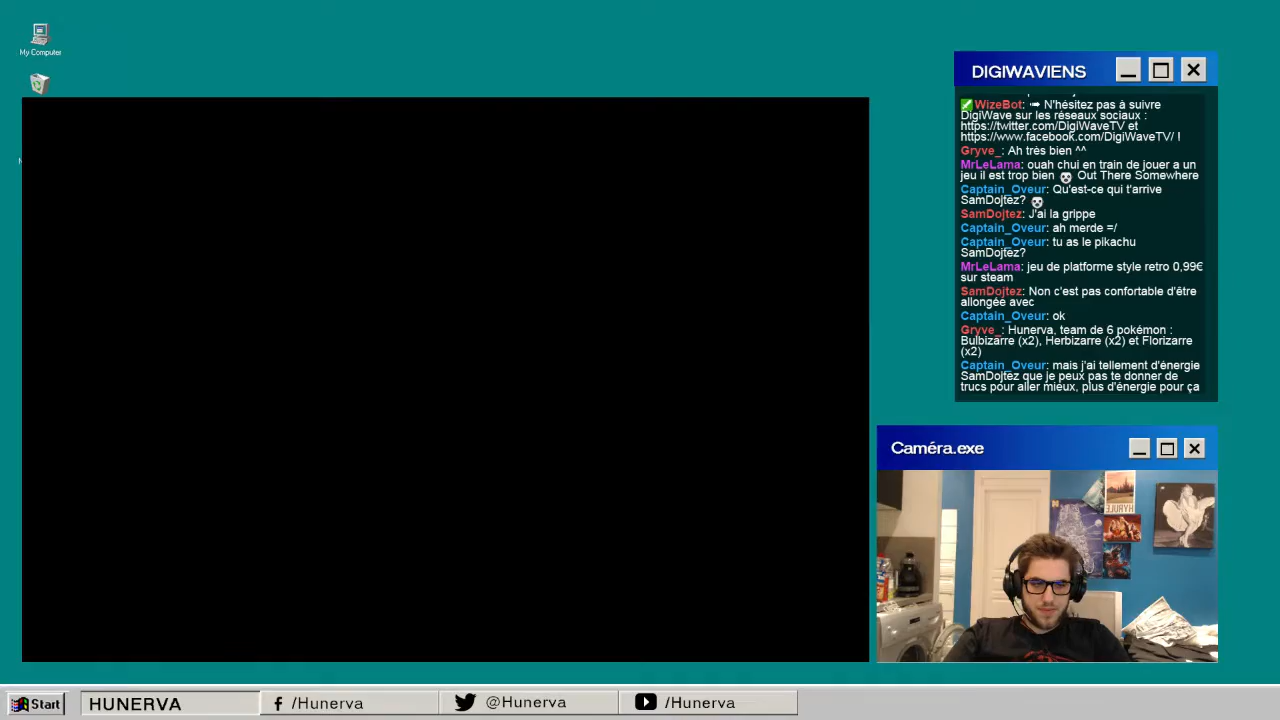 My Computer
DIGIWAVIENS
WizeBot: ➠ N'hésitez pas à suivre
DigiWave sur les réseaux sociaux :
https://twitter.com/DigiWaveTV et
https://www.facebook.com/DigiWaveTV/ !
Gryve_: Ah très bien ^^
MrLeLama: ouah chui en train de jouer a un
jeu il est trop bien Out There Somewhere
Captain_Oveur: Qu'est-ce qui t'arrive
SamDojtez?
SamDojtez: J'ai la grippe
Captain_Oveur: ah merde =/
Captain_Oveur: tu as le pikachu
SamDojtez?
MrLeLama: jeu de platforme style retro 0,99€
sur steam
SamDojtez: Non c'est pas confortable d'être
allongéé avec
Captain_Oveur: ok
Gryve_: Hunerva, team de 6 pokémon :
Bulbizarre (x2), Herbizarre (x2) et Florizarre
(x2)
Captain_Oveur: mais j'ai tellement d'énergie
SamDojtez que je peux pas te donner de
trucs pour aller mieux, plus d'énergie pour ça
Caméra.exe
HYRULE
Start
HUNERVA
/Hunerva
@Hunerva
/Hunerva